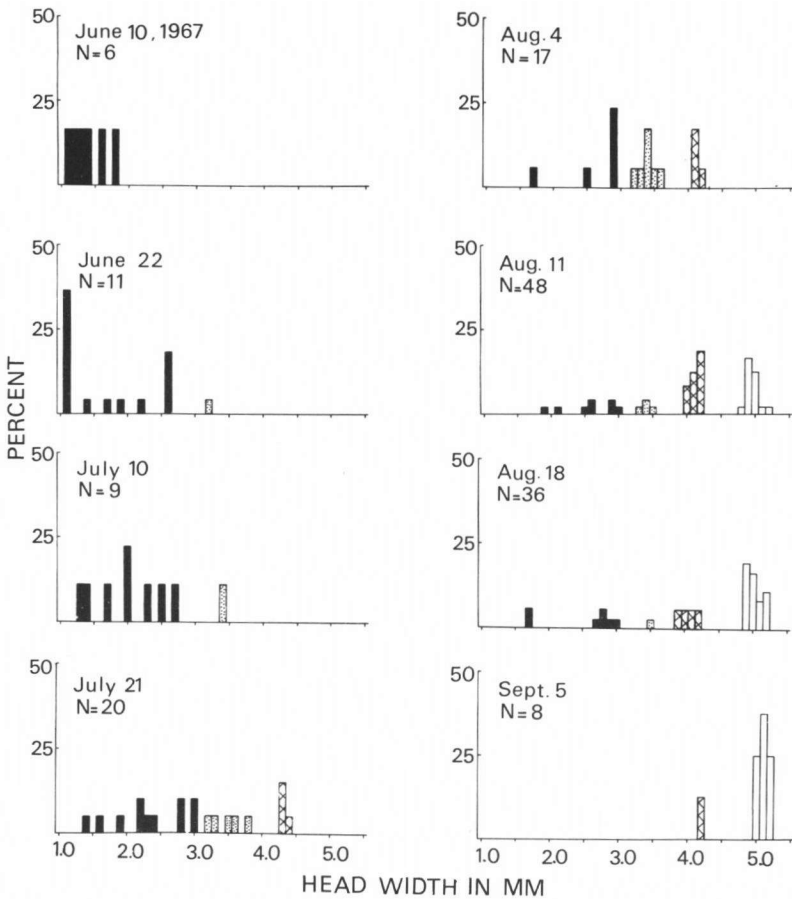 50
25
June 10, 1967
N=6
50
25
June 22
N=11
50
25
July 10
N=9
50
25
July 21
N=20
1.0 2.0 3.0 4.0 5.0
50
25
Aug. 4
N=17
50
25
Aug. 11
N=48
50
25
Aug. 18
N=36
50
25
Sept. 5
N=8
1.0 2.0 3.0 4.0 5.0
PERCENT
HEAD WIDTH IN MM